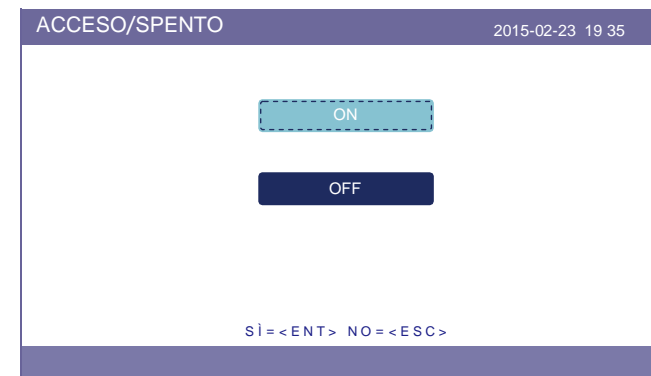 ACCESO/SPENTO 2015-02-23 19 35
ON
OFF
SÌ=<ENT> NO=<ESC>